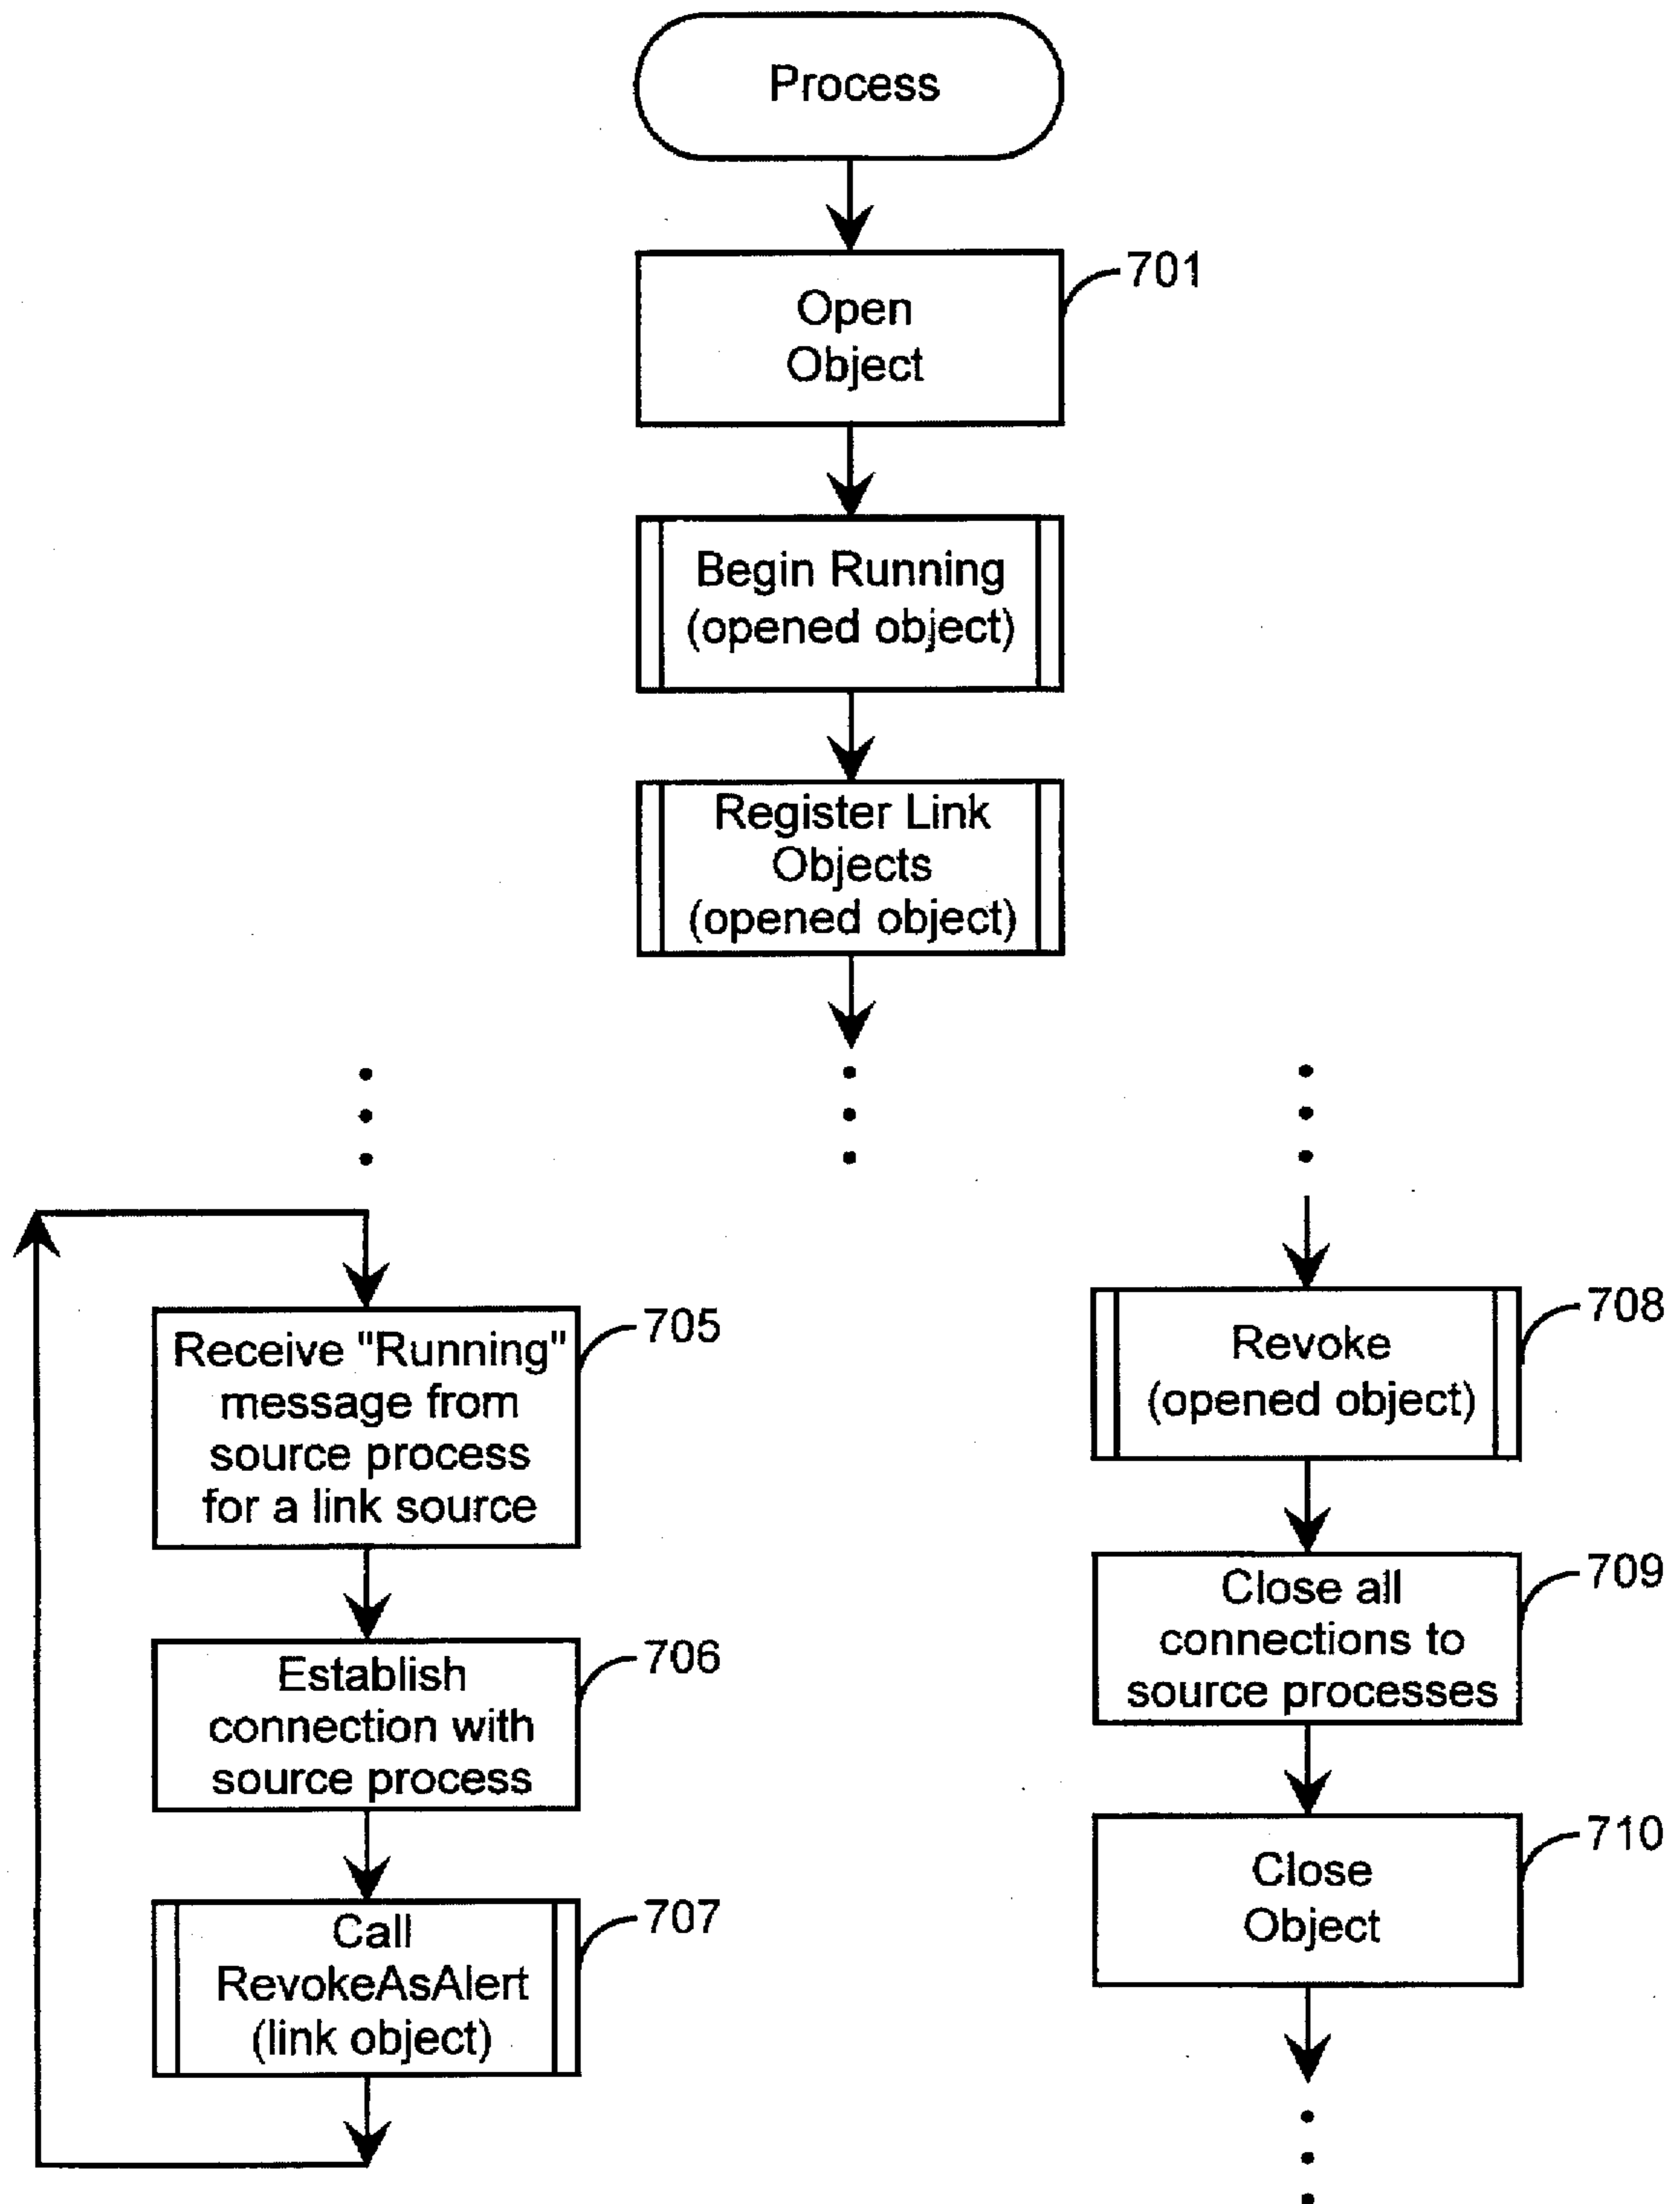 Process
701
Open
Object
Begin Running
(opened object)
Register Link
Objects
(opened object)
705
Receive "Running"
message from
source process
for a link source
706
Establish
connection with
source process
707
Call
RevokeAsAlert
(link object)
708
Revoke
(opened object)
709
Close all
connections to
source processes
710
Close
Object